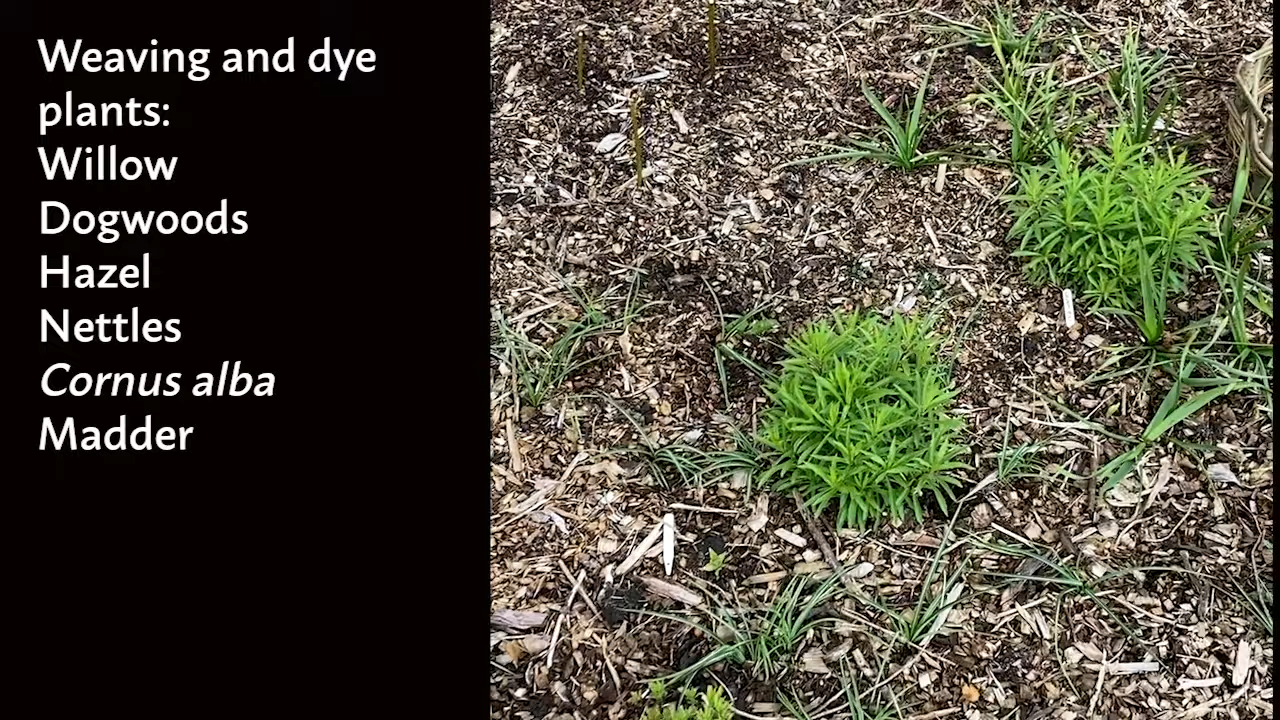 Weaving and dye
plants:
Willow
Dogwoods
Hazel
Nettles
Cornus alba
Madder